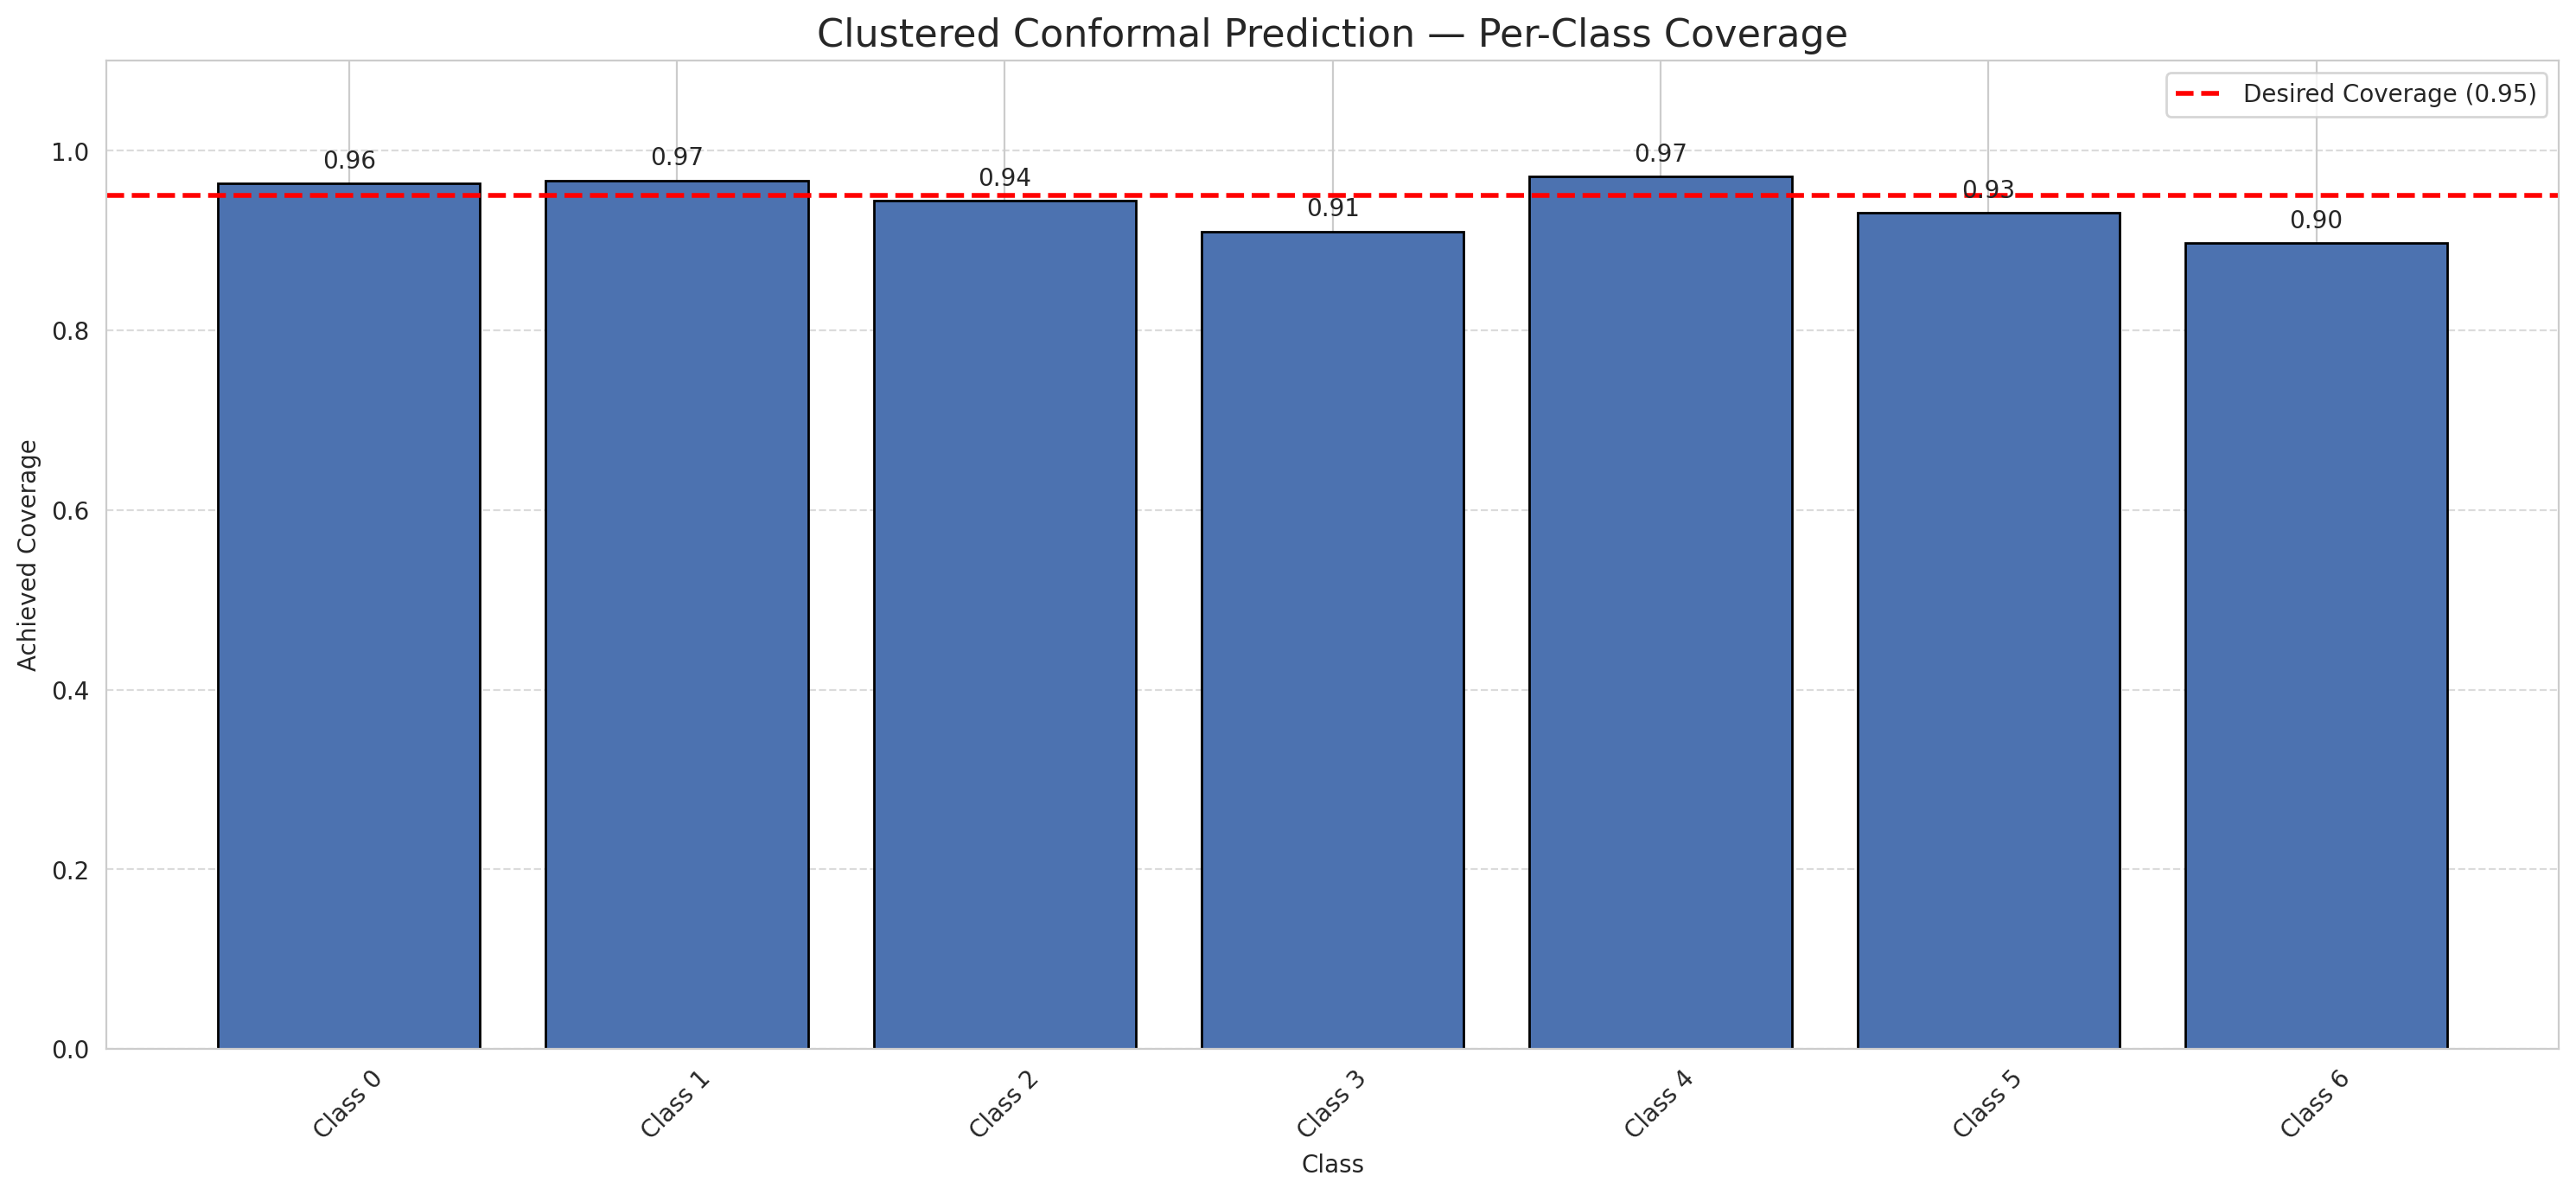 Clustered Conformal Prediction — Per-Class Coverage
Desired Coverage (0.95)
Achieved Coverage
1.0
0.8
0.6
0.4
0.2
0.0
0.96
0.97
0.94
0.91
0.97
0.93
0.90
Class 0
Class 1
Class 2
Class 3
Class 4
Class 5
Class 6
Class